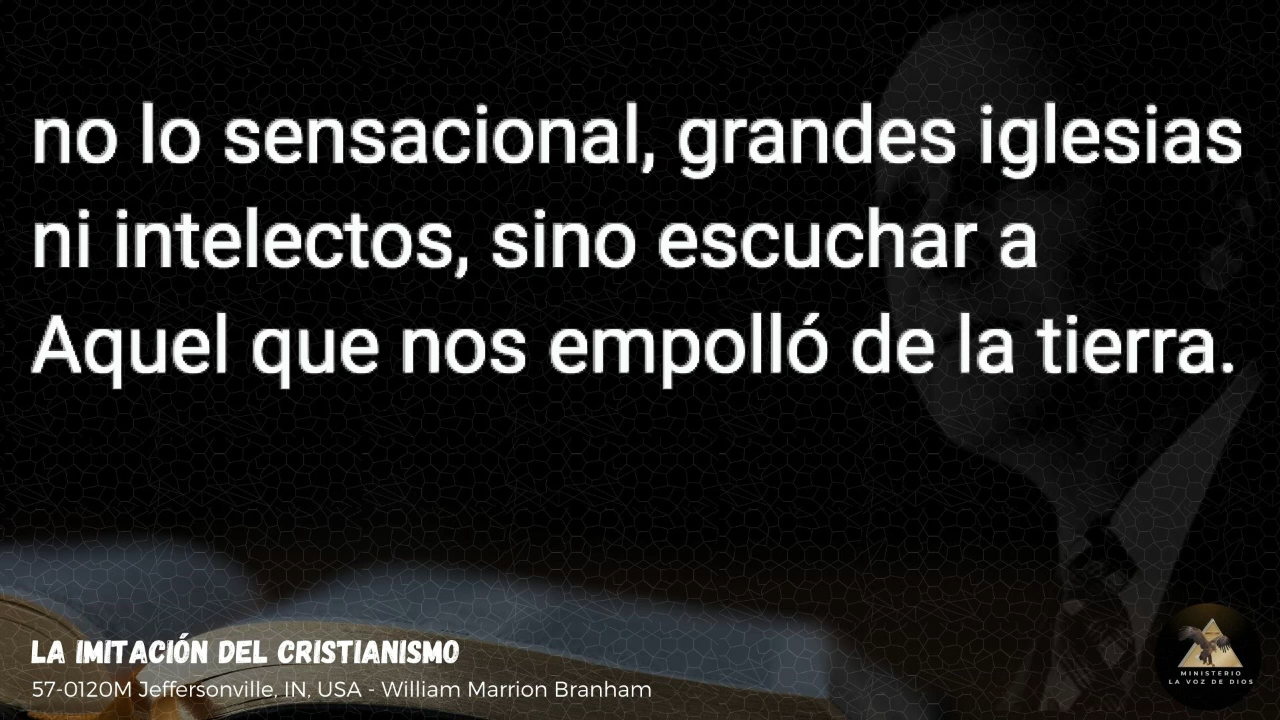 no lo sensacional, grandes iglesias
ni intelectos, sino escuchar a
Aquel que nos empolló de la tierra.
LA IMITACIÓN DEL CRISTIANISMO
57-0120M Jeffersonville, IN, USA - William Marrion Branham
MINISTERIO
LA VOZ DE DIOS